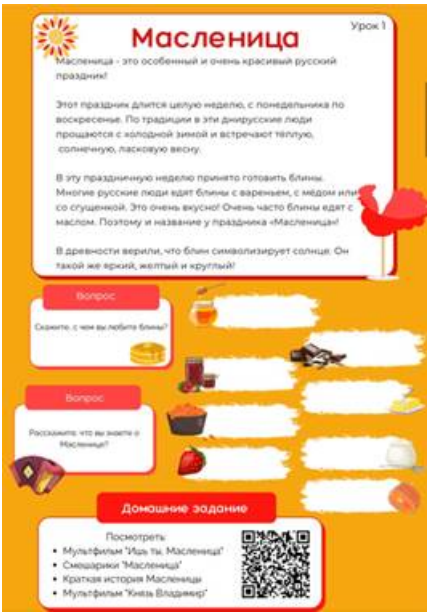 Урок 1
Масленица
Масленица - это особенный и очень красивый русский
праздник!
Этот праздник длится целую неделю, с понедельника по
воскресенье. По традиции в эти днирусские люди
прощаются с холодной зимой и встречают тёплую,
солнечную, ласковую весну.
В эту праздничную неделю принято готовить блины.
Многие русские люди едят блины с вареньем, с мёдом или
со сгущенкой. Это очень вкусно! Очень часто блины едят с
маслом. Поэтому и название у праздника «Масленица»!
В древности верили, что блин символизирует солнце. Он
такой же яркий, желтый и круглый!
Вопрос
Скажите, с чем вы любите блины?
Вопрос
Расскажите, что вы знаете о
Масленице?
Домашние задание
Посмотреть:
• Мультфильм "Ишь ты, Масленица"
• Смешарики "Масленица"
• Краткая история Масленицы
• Мультфильм "Князь Владимир"